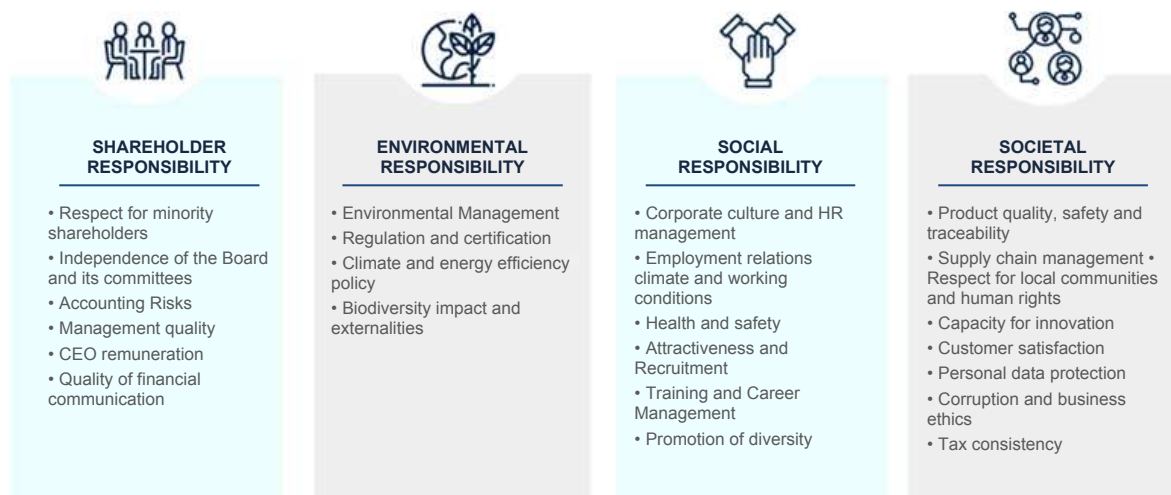 SHAREHOLDER
RESPONSIBILITY
• Respect for minority
shareholders
• Independence of the Board
and its committees
• Accounting Risks
• Management quality
• CEO remuneration
• Quality of financial
communication
ENVIRONMENTAL
RESPONSIBILITY
• Environmental Management
• Regulation and certification
• Climate and energy efficiency
policy
• Biodiversity impact and
externalities
SOCIAL
RESPONSIBILITY
• Corporate culture and HR
management
• Employment relations
climate and working
conditions
• Health and safety
• Attractiveness and
Recruitment
• Training and Career
Management
• Promotion of diversity
SOCIETAL
RESPONSIBILITY
• Product quality, safety and
traceability
• Supply chain management •
Respect for local communities
and human rights
• Capacity for innovation
• Customer satisfaction
• Personal data protection
• Corruption and business
ethics
• Tax consistency